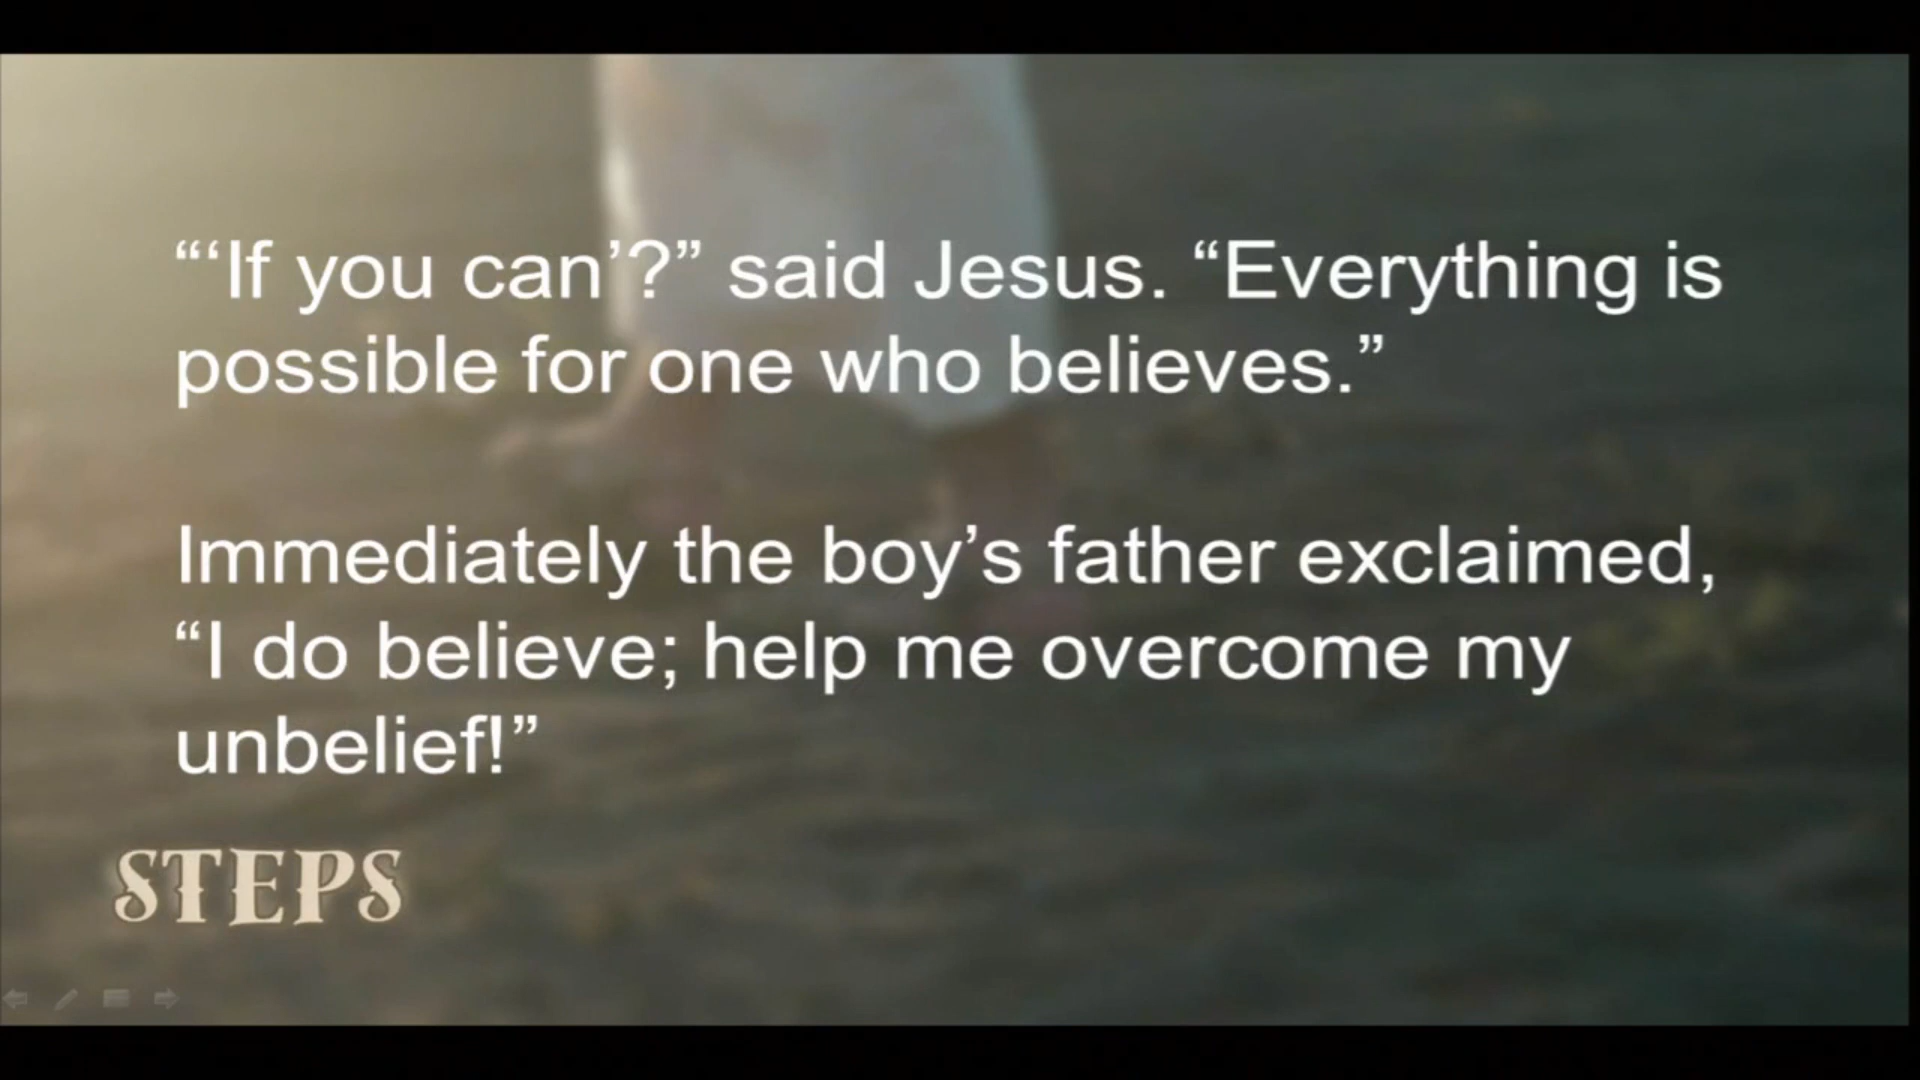 “‘If you can’?” said Jesus. “Everything is
possible for one who believes.”
Immediately the boy’s father exclaimed,
“I do believe; help me overcome my
unbelief!”
STEPS